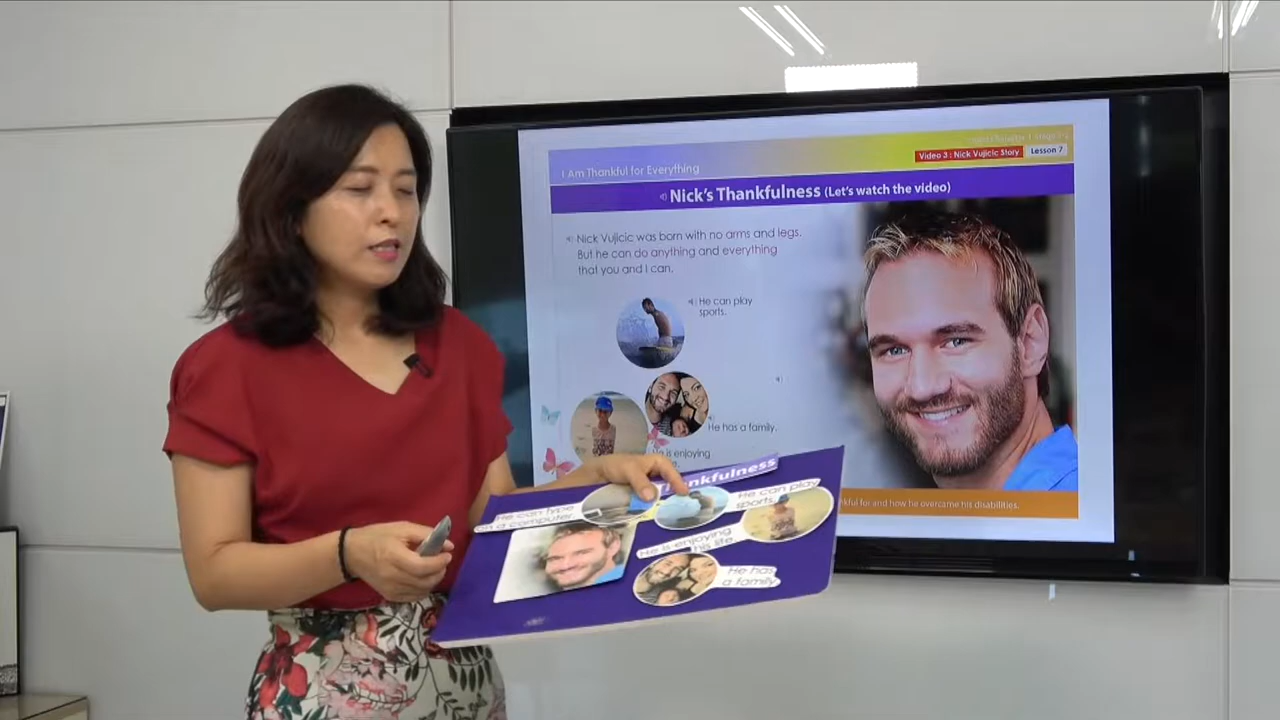 Video 3 : Nick Vujicic Story
Lesson 7
I Am Thankful for Everything
Nick's Thankfulness (Let's watch the video)
Nick Vujicic was born with no arms and legs.
But he can do anything and everything
that you and I can.
He can play
sports.
He has a family.
is enjoying
for and how he overcame his disabilities.
Thankfulness
He can type
on a computer.
He can play
sports.
He is enjoying
his life.
He has
a family.